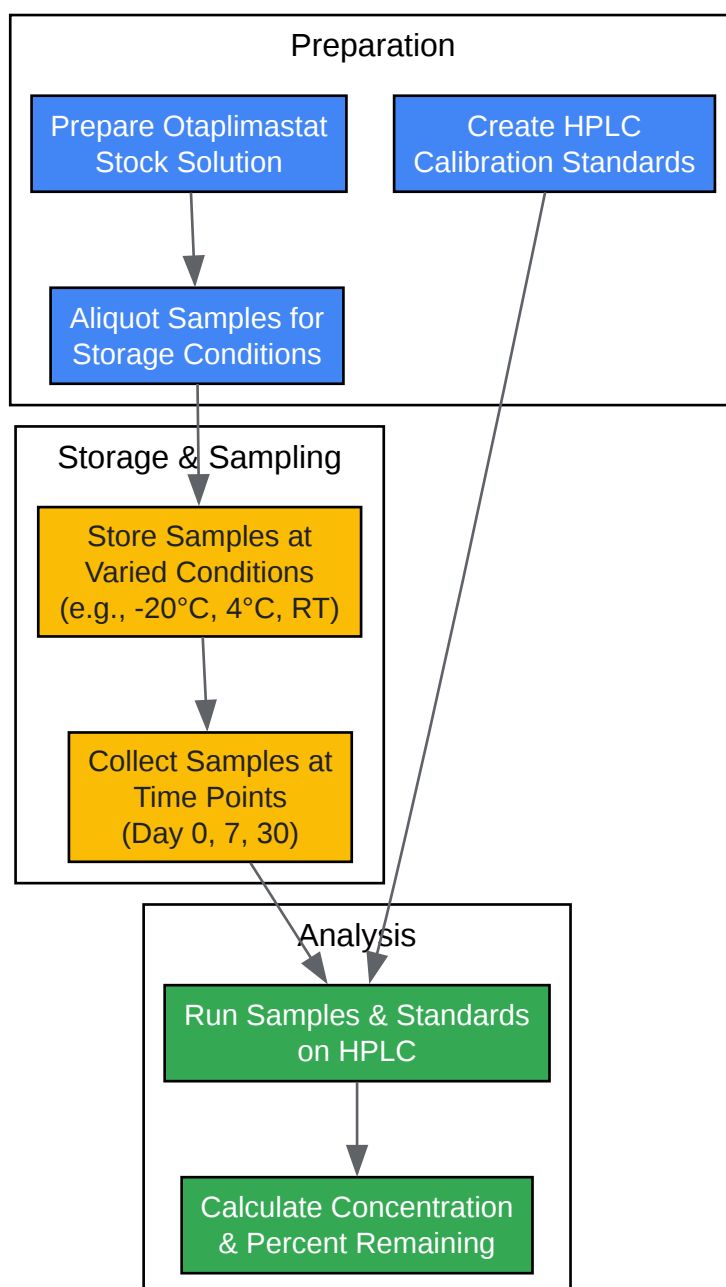 Preparation
Prepare Otaplimastat
Stock Solution
Create HPLC
Calibration Standards
Aliquot Samples for
Storage Conditions
Storage & Sampling
Store Samples at
Varied Conditions
(e.g., -20°C, 4°C, RT)
Collect Samples at
Time Points
(Day 0, 7, 30)
Analysis
Run Samples & Standards
on HPLC
Calculate Concentration
& Percent Remaining